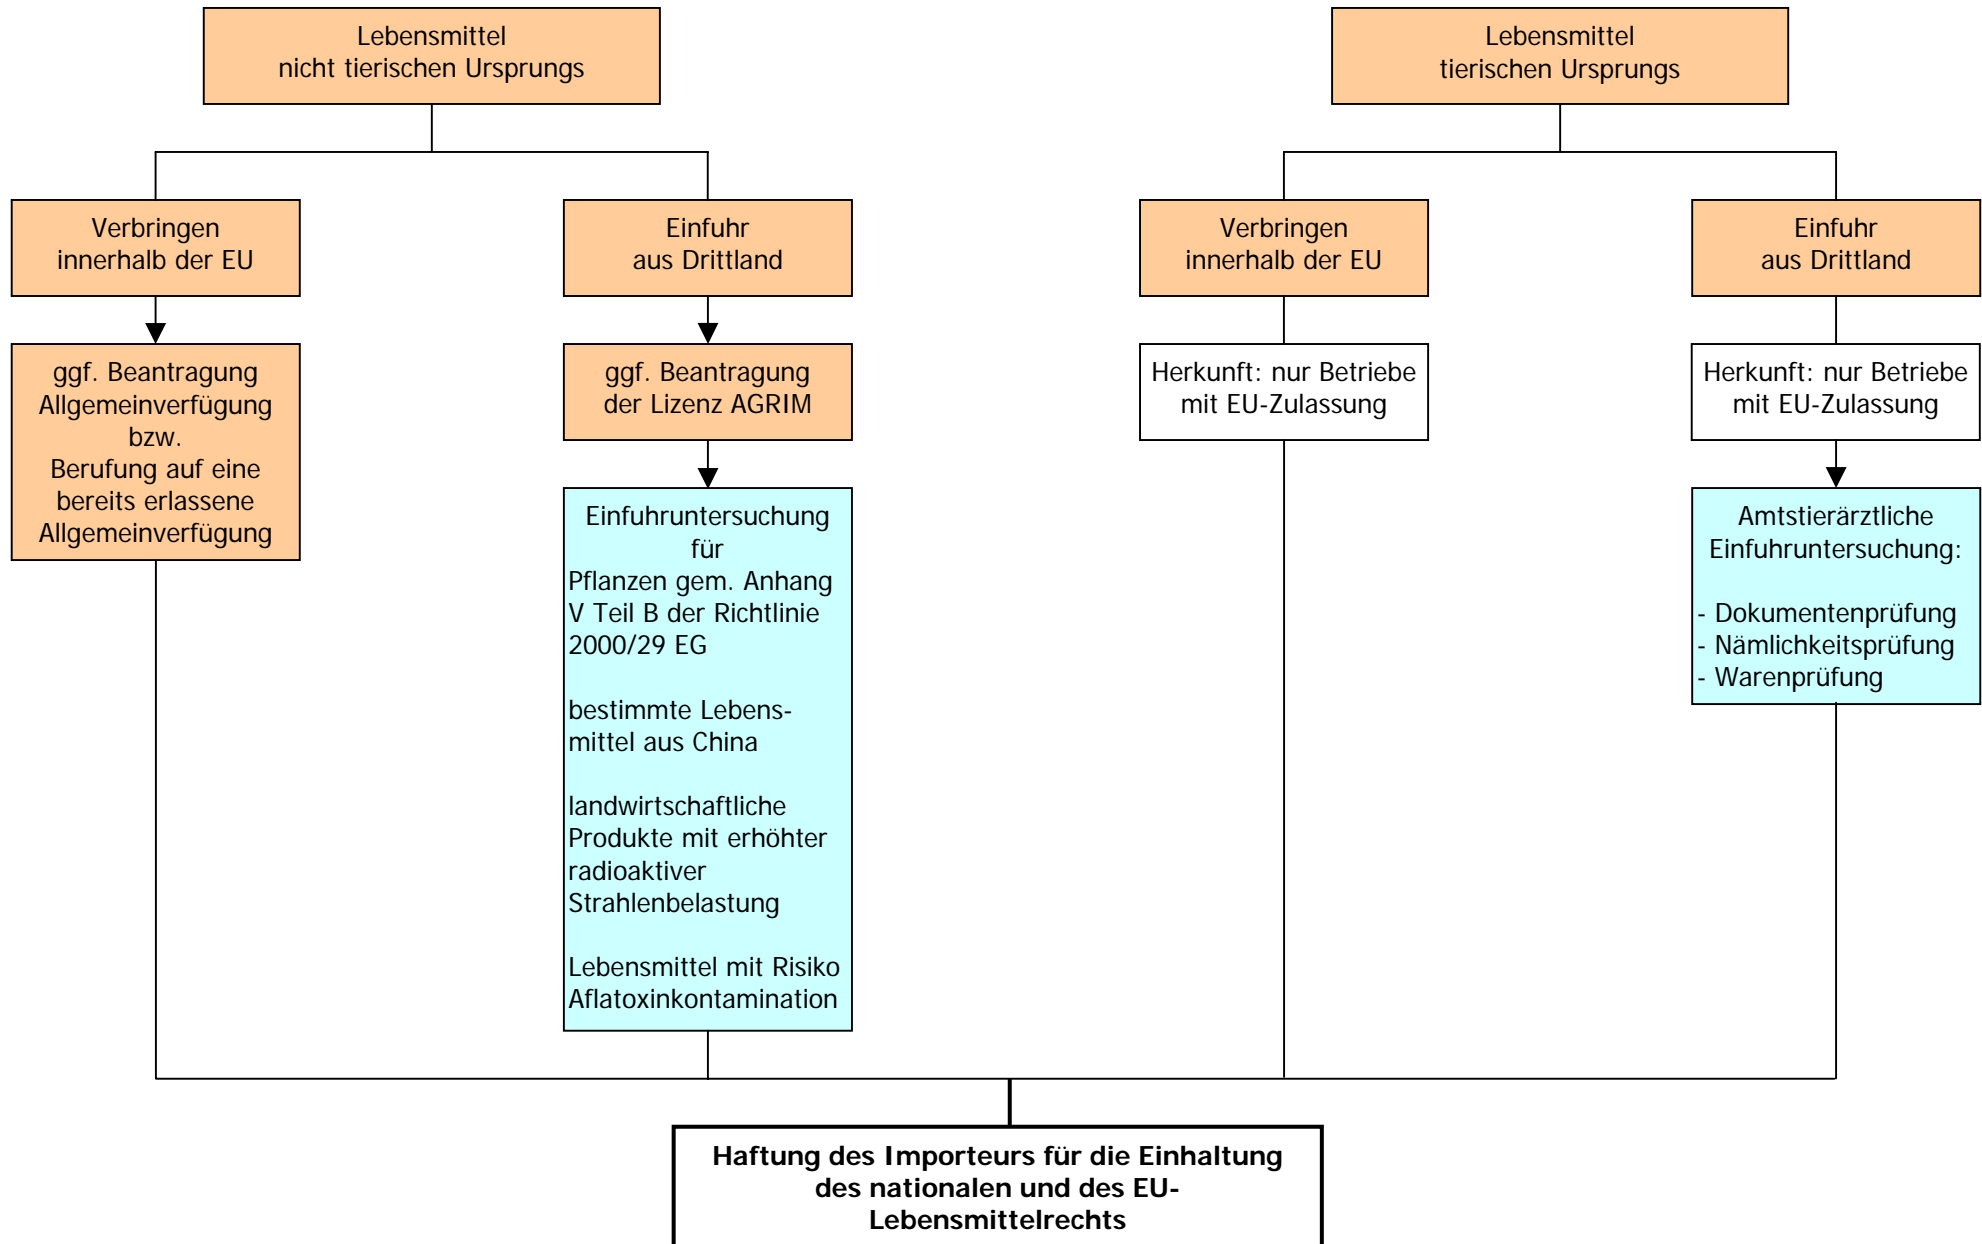 Lebensmittel
nicht tierischen Ursprungs
Lebensmittel
tierischen Ursprungs
Verbringen
innerhalb der EU
Einfuhr
aus Drittland
Verbringen
innerhalb der EU
Einfuhr
aus Drittland
ggf. Beantragung
Allgemeinverfügung
bzw.
Berufung auf eine
bereits erlassene
Allgemeinverfügung
ggf. Beantragung
der Lizenz AGRIM
Herkunft: nur Betriebe
mit EU-Zulassung
Herkunft: nur Betriebe
mit EU-Zulassung
Einfuhruntersuchung
für
Pflanzen gem. Anhang
V Teil B der Richtlinie
2000/29 EG
bestimmte Lebens-
mittel aus China
landwirtschaftliche
Produkte mit erhöhter
radioaktiver
Strahlenbelastung
Lebensmittel mit Risiko
Aflatoxinkontamination
Amtstierärztliche
Einfuhruntersuchung:
- Dokumentenprüfung
- Nämlichkeitsprüfung
- Warenprüfung
Haftung des Importeurs für die Einhaltung
des nationalen und des EU-
Lebensmittelrechts